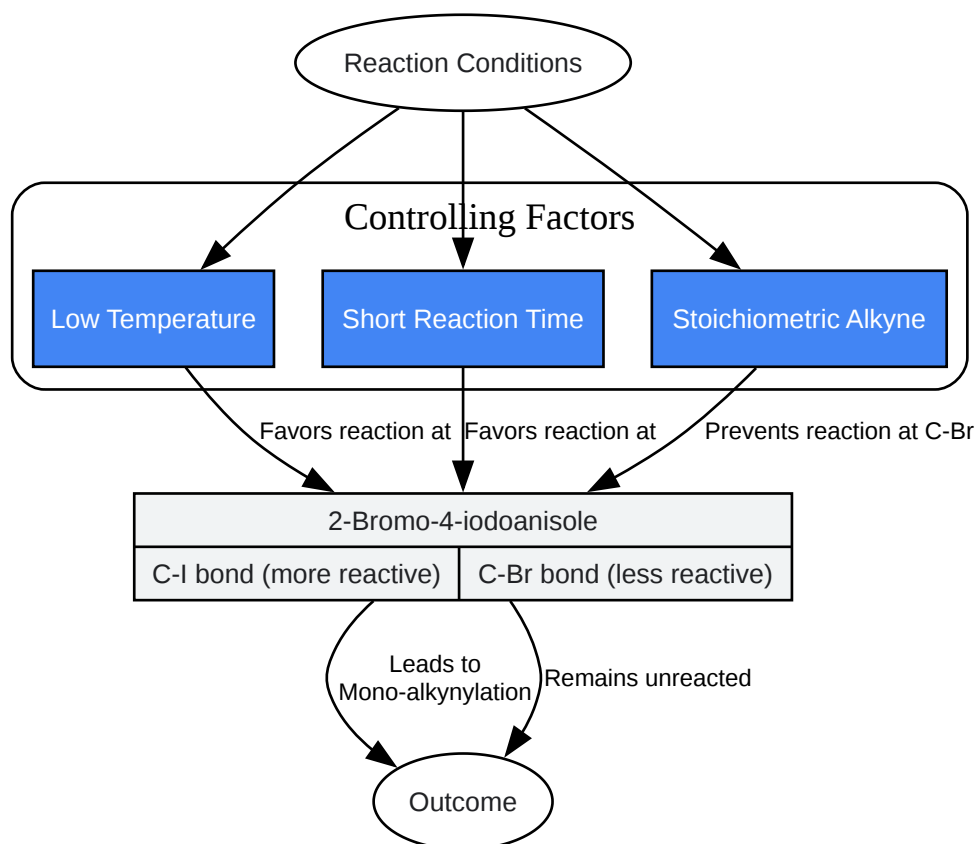 Reaction Conditions
Controlling Factors
Low Temperature
Short Reaction Time
Stoichiometric Alkyne
Favors reaction at
Favors reaction at
Prevents reaction at C-Br
2-Bromo-4-iodoanisole
C-I bond (more reactive)
C-Br bond (less reactive)
Leads to
Mono-alkynylation
Remains unreacted
Outcome